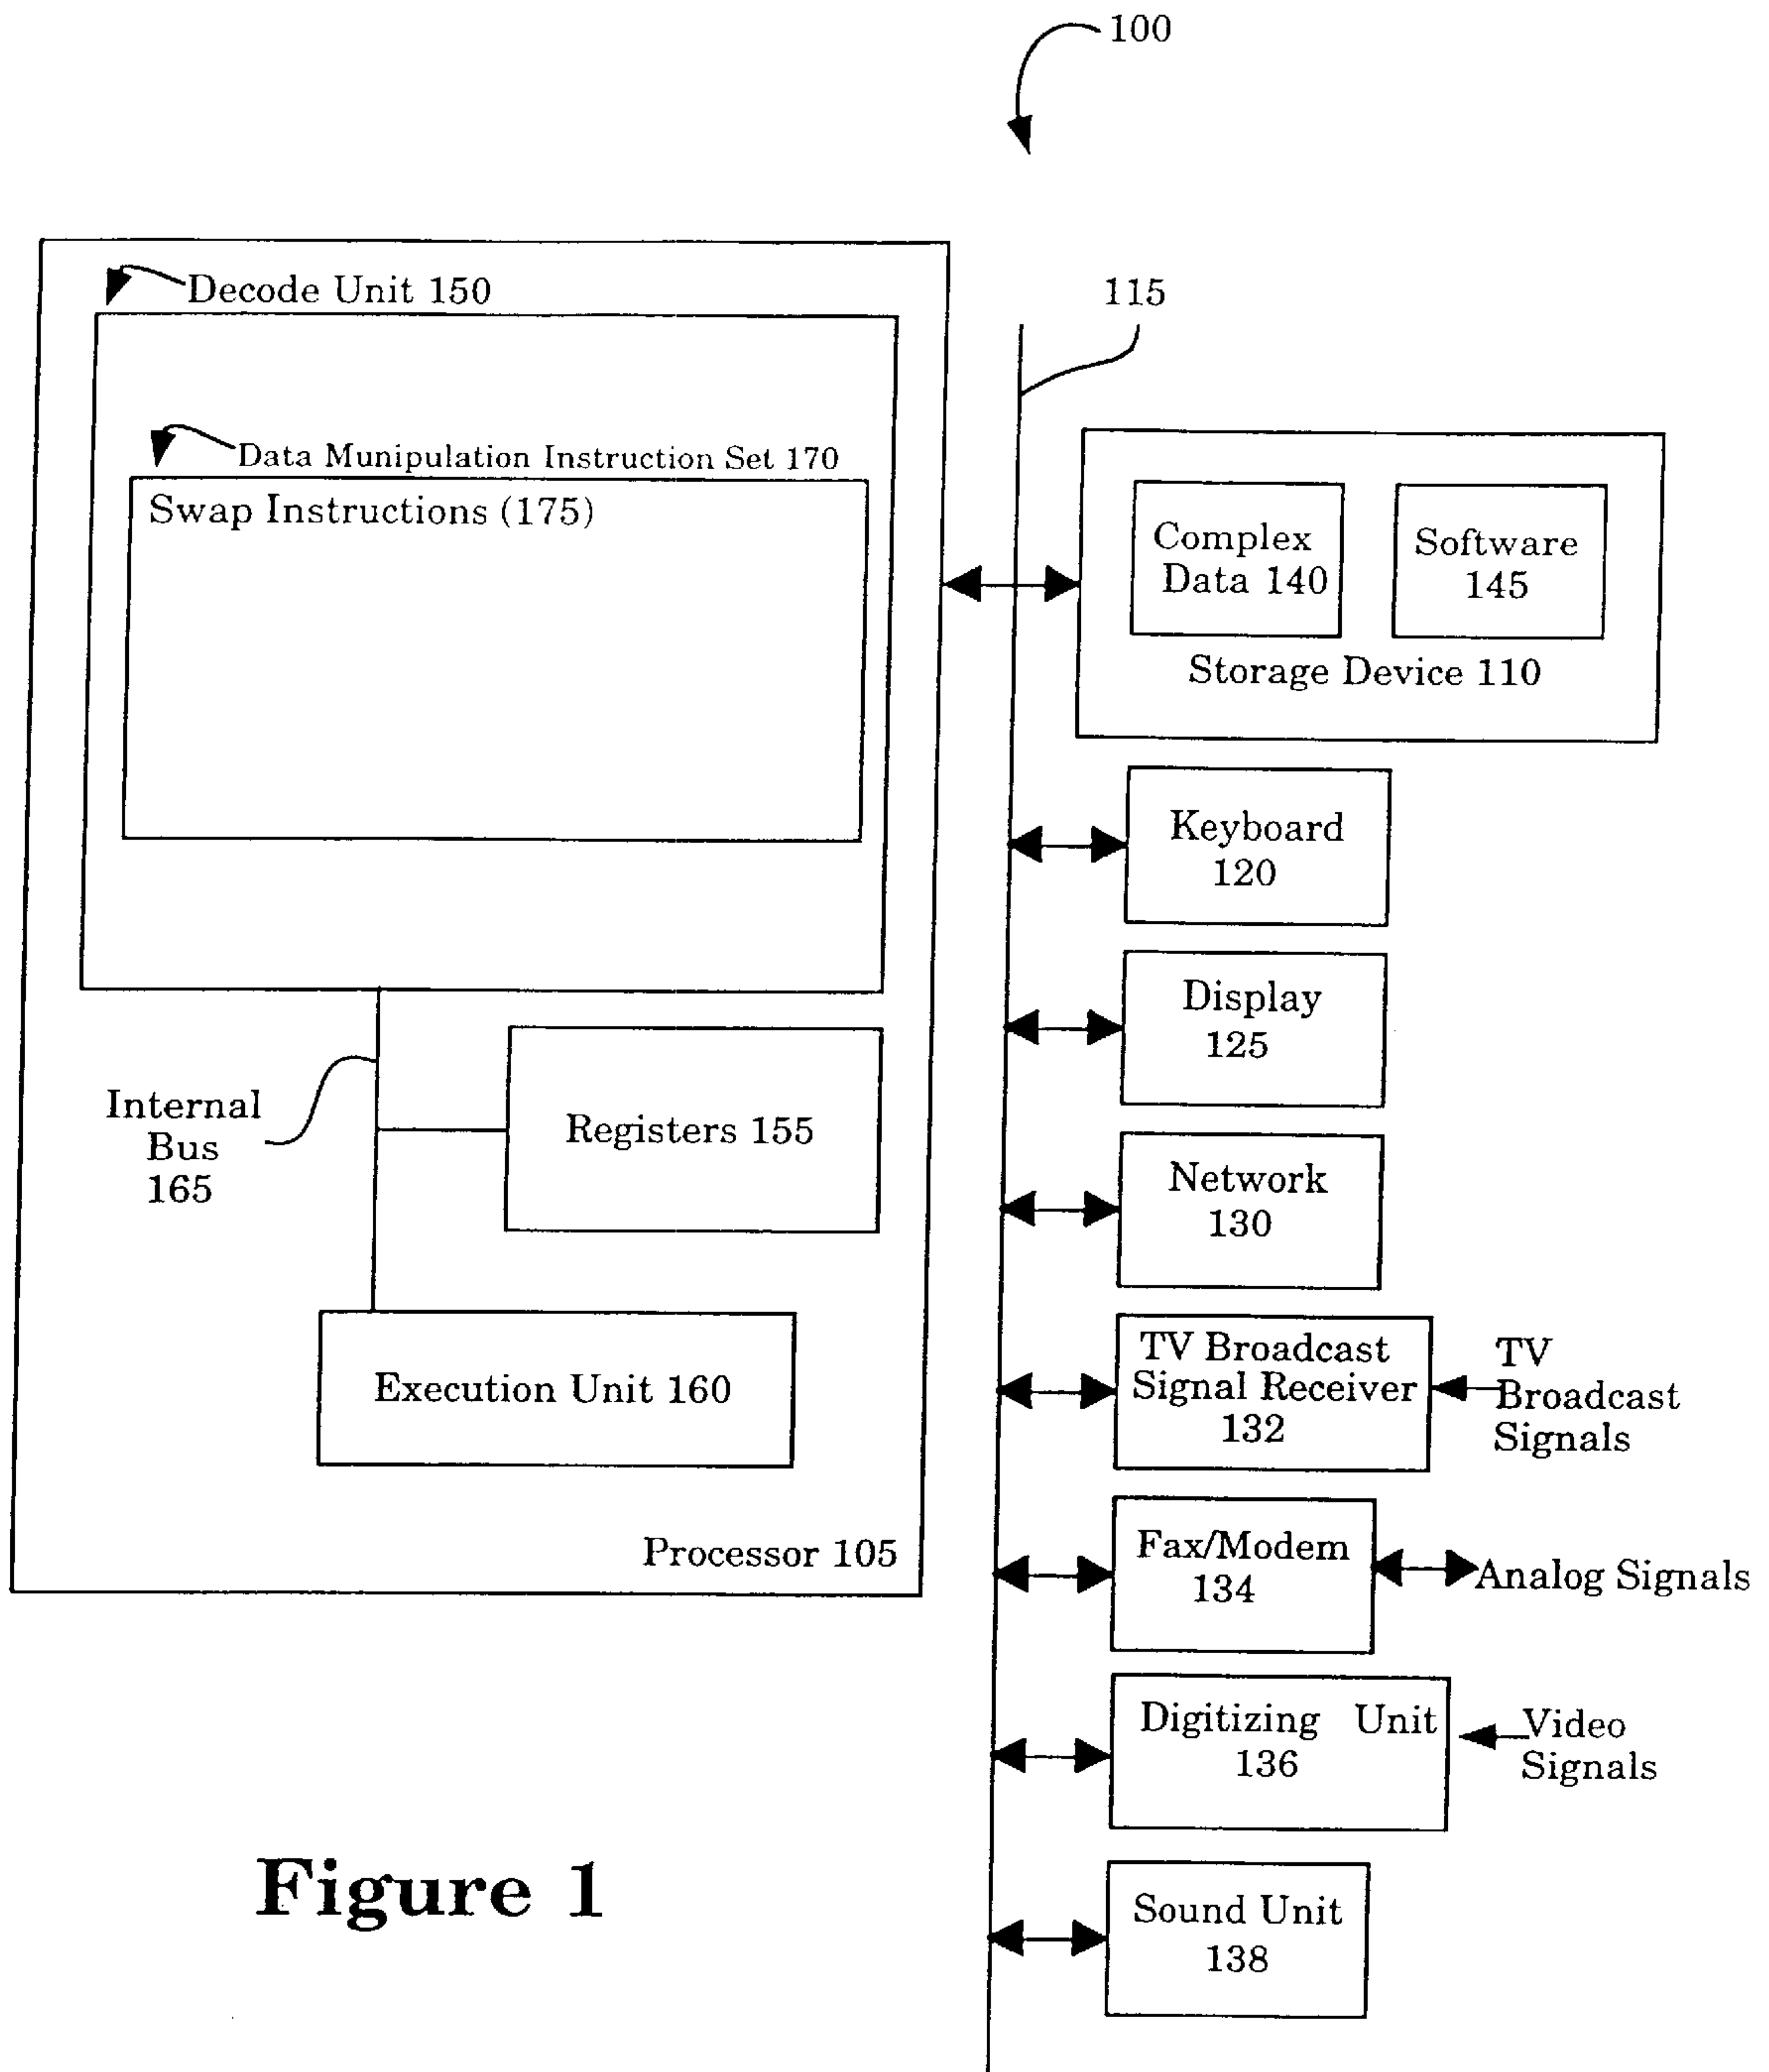 100
Decode Unit 150
115
Data Munipulation Instruction Set 170
Swap Instructions (175)
Complex
Data 140
Software
145
Storage Device 110
Keyboard
120
Display
125
Internal
Bus
165
Registers 155
Network
130
Execution Unit 160
TV Broadcast
Signal Receiver
132
TV
Broadcast
Signals
Processor 105
Fax/Modem
134
Analog Signals
Digitizing Unit
136
Video
Signals
Figure 1
Sound Unit
138